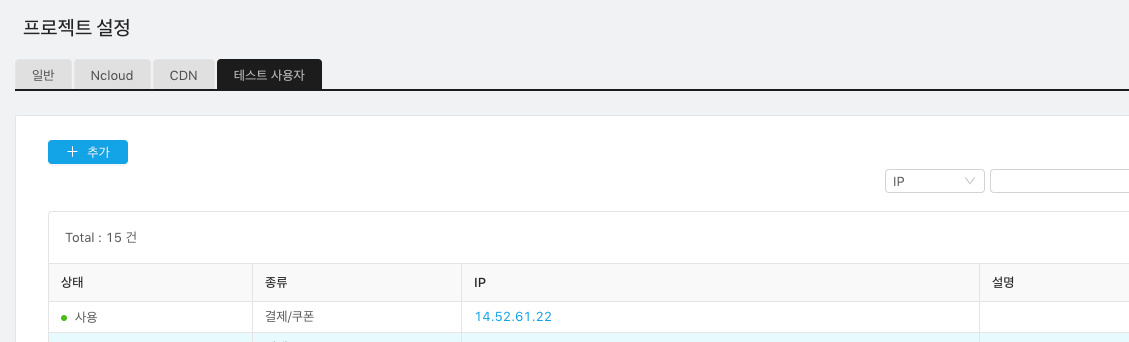 프로젝트 설정
일반 Ncloud CDN 테스트 사용자
+ 추가
IP
Total : 15 건
상태 종류 IP 설명
사용 결제/쿠폰 14.52.61.22